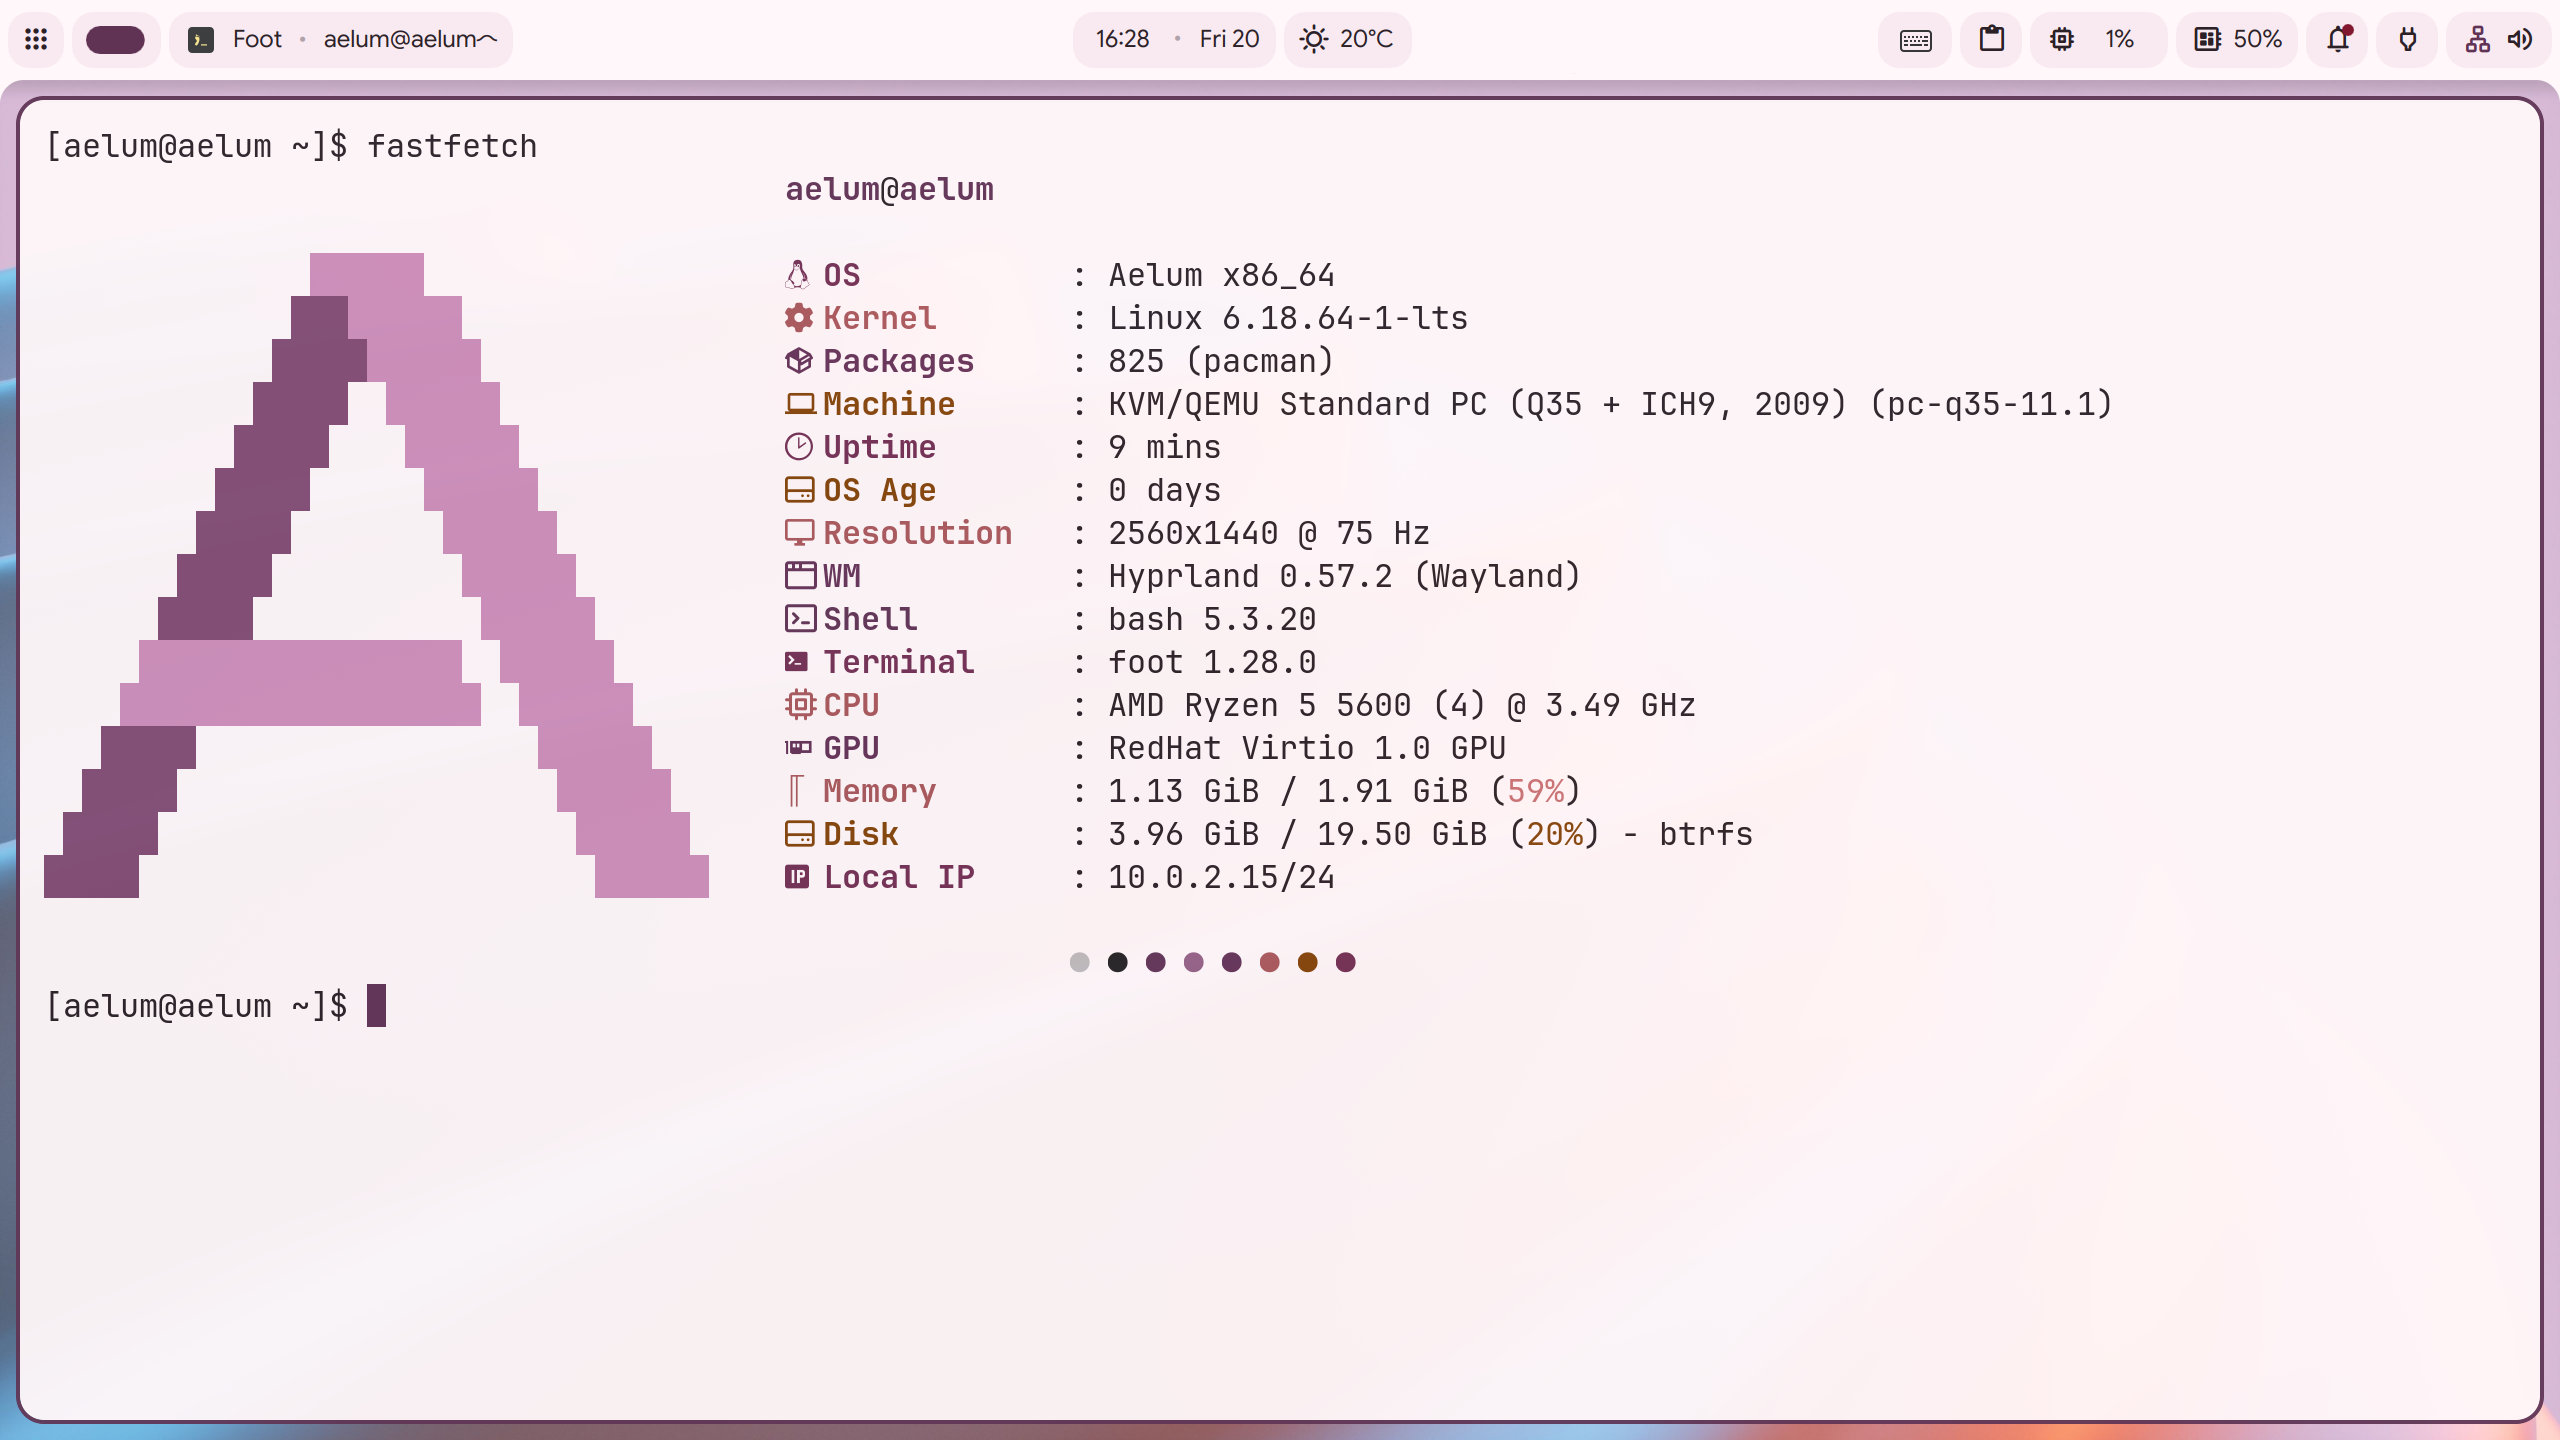 Foot • aelum@aelum~
16:28 • Fri 20
20°C
1%
50%
[aelum@aelum ~]$ fastfetch
aelum@aelum
OS : Aelum x86_64
Kernel : Linux 6.18.64-1-lts
Packages : 825 (pacman)
Machine : KVM/QEMU Standard PC (Q35 + ICH9, 2009) (pc-q35-11.1)
Uptime : 9 mins
OS Age : 0 days
Resolution : 2560x1440 @ 75 Hz
WM : Hyprland 0.57.2 (Wayland)
Shell : bash 5.3.20
Terminal : foot 1.28.0
CPU : AMD Ryzen 5 5600 (4) @ 3.49 GHz
GPU : RedHat Virtio 1.0 GPU
Memory : 1.13 GiB / 1.91 GiB (59%)
Disk : 3.96 GiB / 19.50 GiB (20%) - btrfs
Local IP : 10.0.2.15/24
[aelum@aelum ~]$